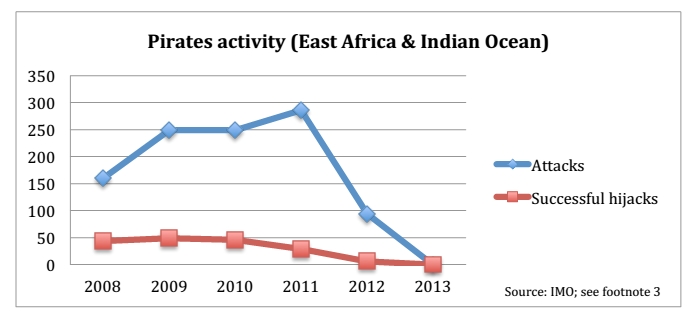 Pirates activity (East Africa & Indian Ocean)
350
300
250
200
150
100
50
0
2008 2009 2010 2011 2012 2013
Attacks
Successful hijacks
Source: IMO; see footnote 3